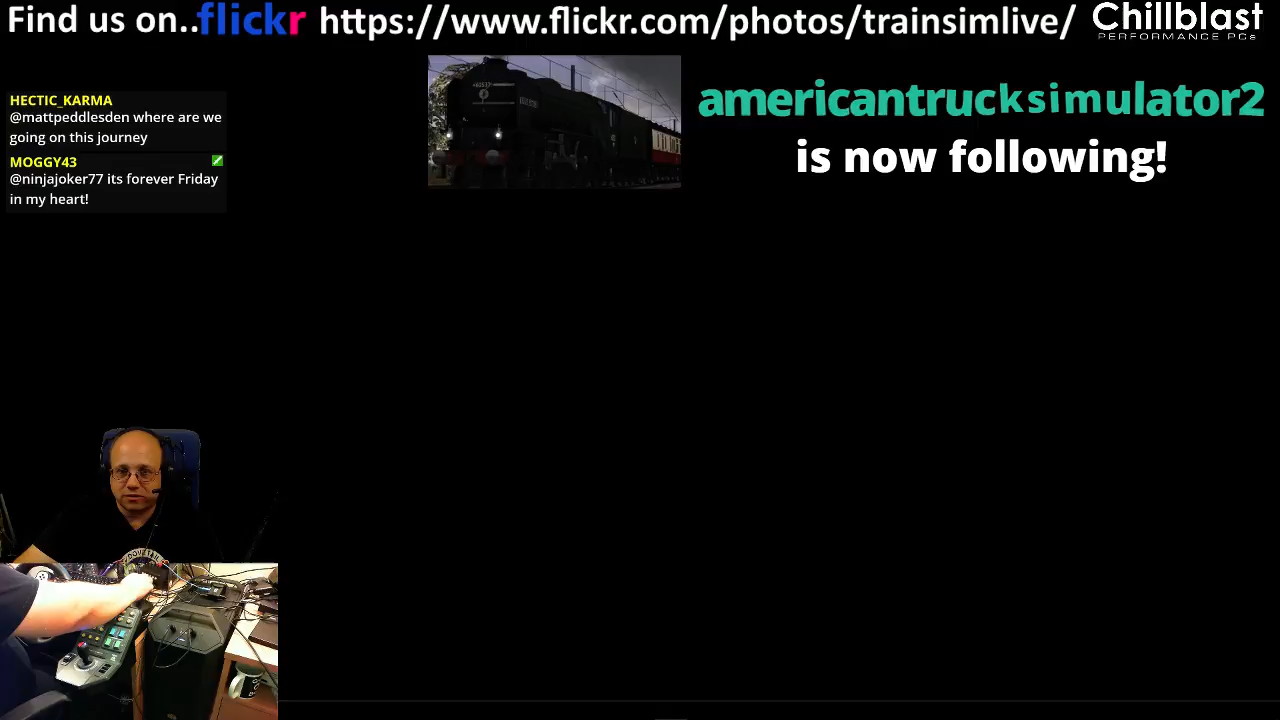 Find us on..flickr https://www.flickr.com/photos/trainsimlive/
Chillblast
PERFORMANCE PCs
HECTIC_KARMA
@mattpeddlesden where are we
going on this journey
MOGGY43
@ninjajoker77 its forever Friday
in my heart!
americantrucksimulator2
is now following!